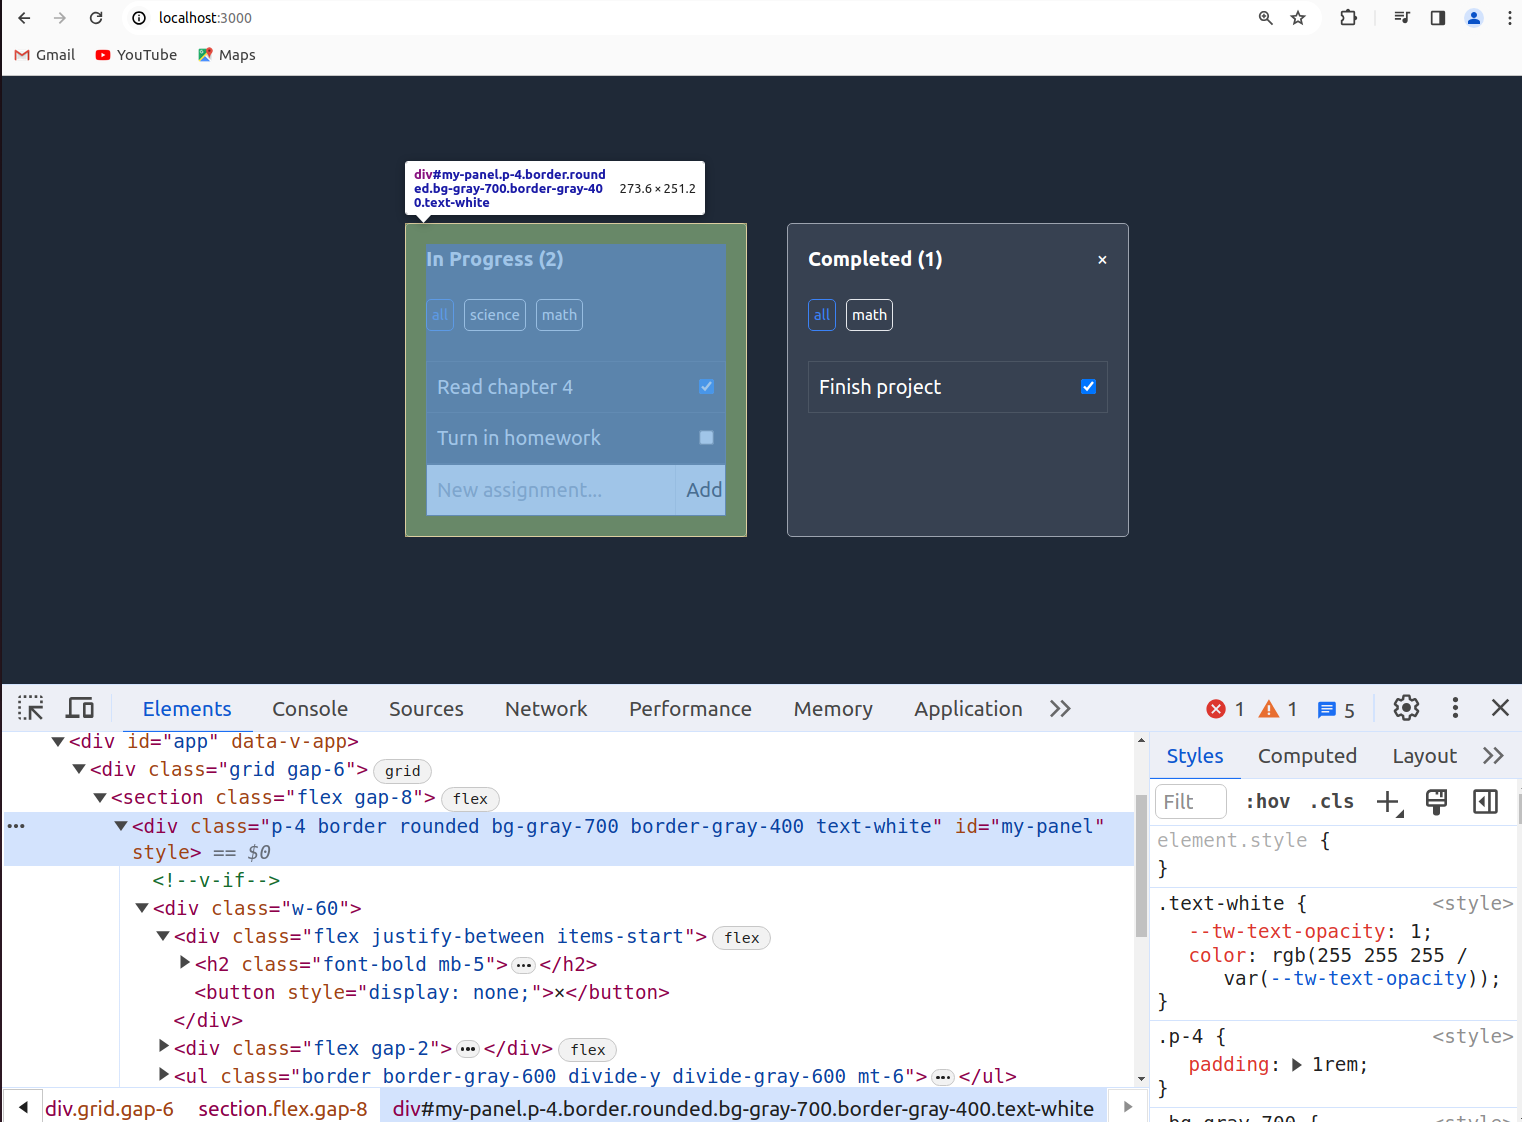 localhost:3000
Gmail YouTube Maps
div#my-panel.p-4.border.round
ed.bg-gray-700.border-gray-40
0.text-white
273.6 × 251.2
In Progress (2)
all science math
Read chapter 4
Turn in homework
New assignment... Add
Completed (1) ×
all math
Finish project
Elements Console Sources Network Performance Memory Application 1 1 5
<div id="app" data-v-app>
<div class="grid gap-6"> grid
<section class="flex gap-8"> flex
<div class="p-4 border rounded bg-gray-700 border-gray-400 text-white" id="my-panel"
style> == $0
<!--v-if-->
<div class="w-60">
<div class="flex justify-between items-start"> flex
<h2 class="font-bold mb-5">…</h2>
<button style="display: none;">×</button>
</div>
<div class="flex gap-2">…</div> flex
<ul class="border border-gray-600 divide-y divide-gray-600 mt-6">…</ul>
div.grid.gap-6 section.flex.gap-8 div#my-panel.p-4.border.rounded.bg-gray-700.border-gray-400.text-white
Styles Computed Layout
Filt :hov .cls
element.style {
}
.text-white { <style>
--tw-text-opacity: 1;
color: rgb(255 255 255 /
var(--tw-text-opacity));
}
.p-4 { <style>
padding: 1rem;
}
.bg-gray-700 { <style>